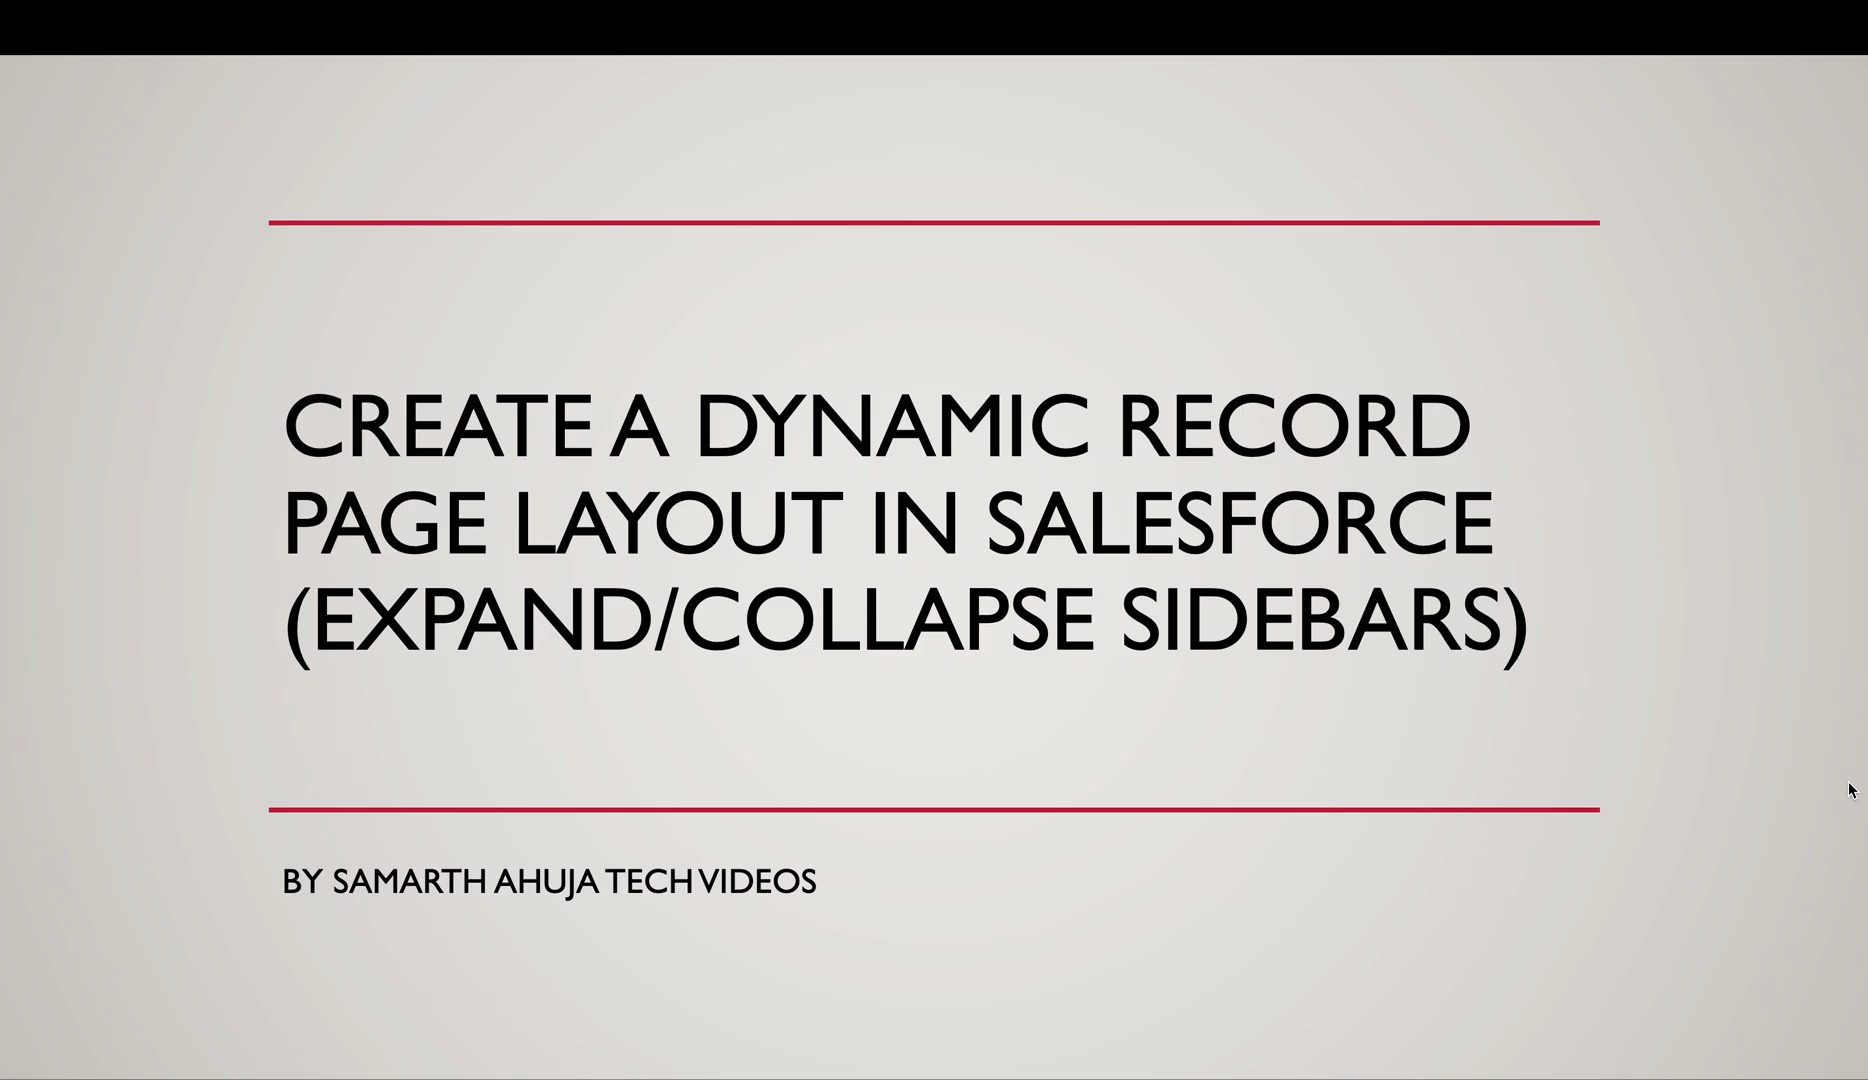 CREATE A DYNAMIC RECORD
PAGE LAYOUT IN SALESFORCE
(EXPAND/COLLAPSE SIDEBARS)
BY SAMARTH AHUJA TECH VIDEOS